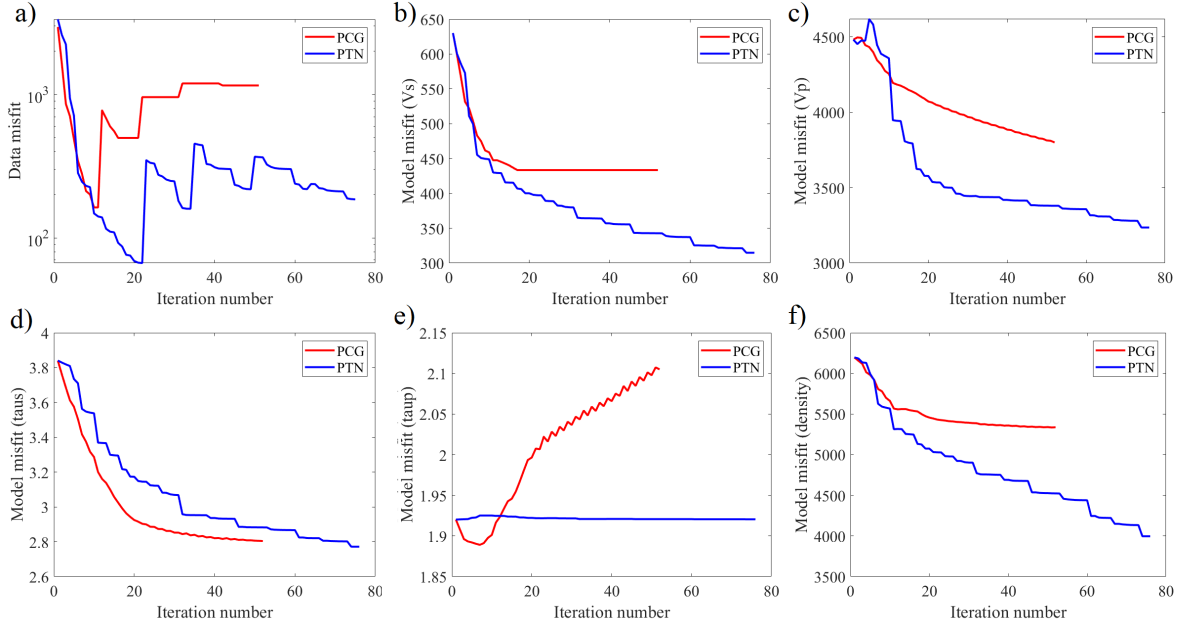 a)
10^3
10^2
Data misfit
0 20 40 60 80
Iteration number
PCG
PTN
b)
650
600
550
500
450
400
350
300
Model misfit (Vs)
0 20 40 60 80
Iteration number
PCG
PTN
c)
4500
4000
3500
3000
Model misfit (Vp)
0 20 40 60 80
Iteration number
PCG
PTN
d)
4
3.8
3.6
3.4
3.2
3
2.8
2.6
Model misfit (taus)
0 20 40 60 80
Iteration number
PCG
PTN
e)
2.15
2.1
2.05
2
1.95
1.9
1.85
Model misfit (taup)
0 20 40 60 80
Iteration number
PCG
PTN
f)
6500
6000
5500
5000
4500
4000
3500
Model misfit (density)
0 20 40 60 80
Iteration number
PCG
PTN